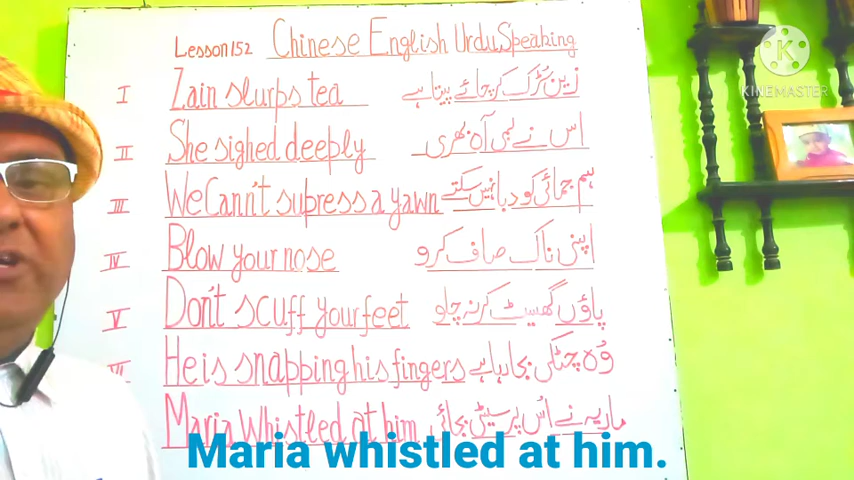 Lesson 152 Chinese English Urdu Speaking
I Zain slurps tea زین سُڑک کر چائے پیتا ہے
II She sighed deeply اس نے لمبی آہ بھری
III We Cann't supress a yawn ہم جمائی کو دبا نہیں سکتے
IV Blow your nose اپنی ناک صاف کرو
V Don't scuff your feet پاؤں گھسیٹ کر نہ چلو
VI He is snapping his fingers وُہ چٹکی بجا رہا ہے
Maria whistled at him ماریہ نے اُس پر سیٹی بجائی
Maria whistled at him.
K
KINEMASTER